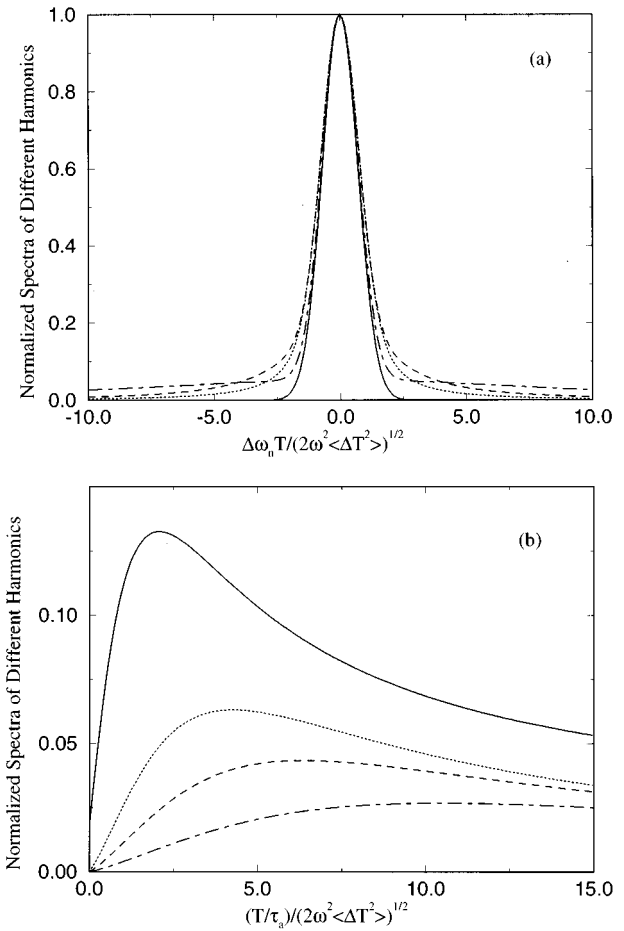 Normalized Spectra of Different Harmonics
1.0
0.8
0.6
0.4
0.2
0.0
(a)
-10.0 -5.0 0.0 5.0 10.0
Δωₙ T/(2ω²<ΔT²>)^1/2
Normalized Spectra of Different Harmonics
0.10
0.05
0.00
(b)
0.0 5.0 10.0 15.0
(T/τₐ)/(2ω²<ΔT²>)^1/2